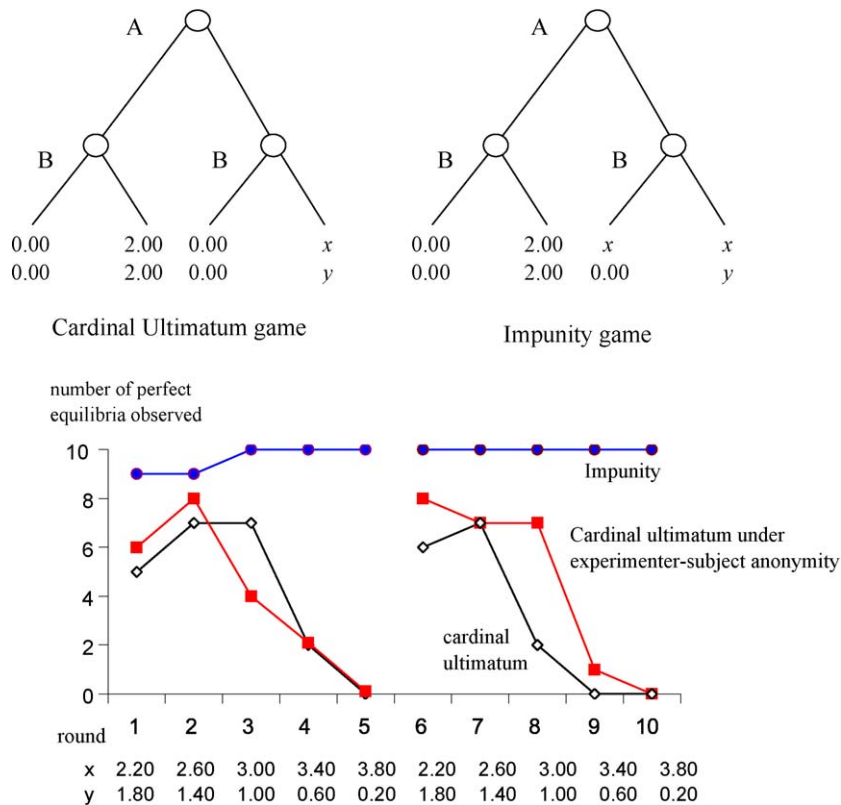 A A
B B B B
0.00 2.00 0.00 x 0.00 2.00 x x
0.00 2.00 0.00 y 0.00 2.00 0.00 y
Cardinal Ultimatum game Impunity game
number of perfect
equilibria observed
10
Impunity
8
Cardinal ultimatum under
experimenter-subject anonymity
6
4
cardinal
ultimatum
2
0
round 1 2 3 4 5 6 7 8 9 10
x 2.20 2.60 3.00 3.40 3.80 2.20 2.60 3.00 3.40 3.80
y 1.80 1.40 1.00 0.60 0.20 1.80 1.40 1.00 0.60 0.20